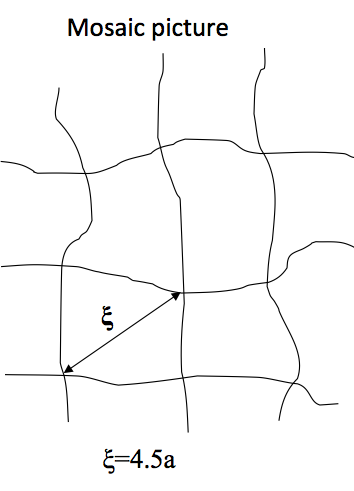 Mosaic picture
ξ
ξ=4.5a